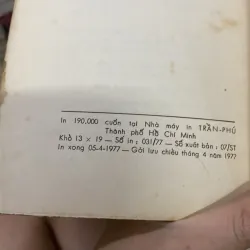 In 190.000 cuốn tại Nhà máy in TRẦN-PHÚ
Thành phố Hồ Chí Minh
Khổ 13 × 19 — Số in : 031/77 — Số xuất bản : 07/ST
In xong 05-4-1977 — Gởi lưu chiểu tháng 4 năm 1977